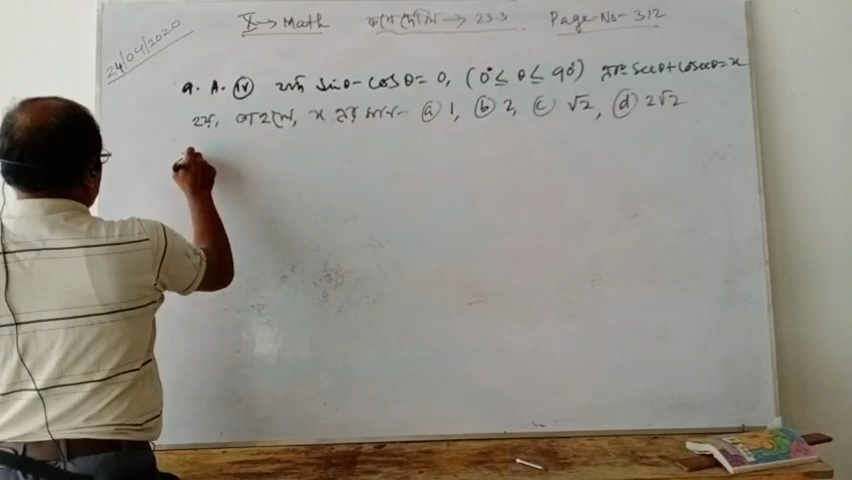 24/04/2020
X → Math কষে দেখি → 23.3 Page-No- 312
9. A. (iv) যদি sinθ - cosθ = 0, (0° ≤ θ ≤ 90°) এবং secθ + cosecθ = x
হয়, তাহলে, x এর মান- (a) 1, (b) 2, (c) √2, (d) 2√2